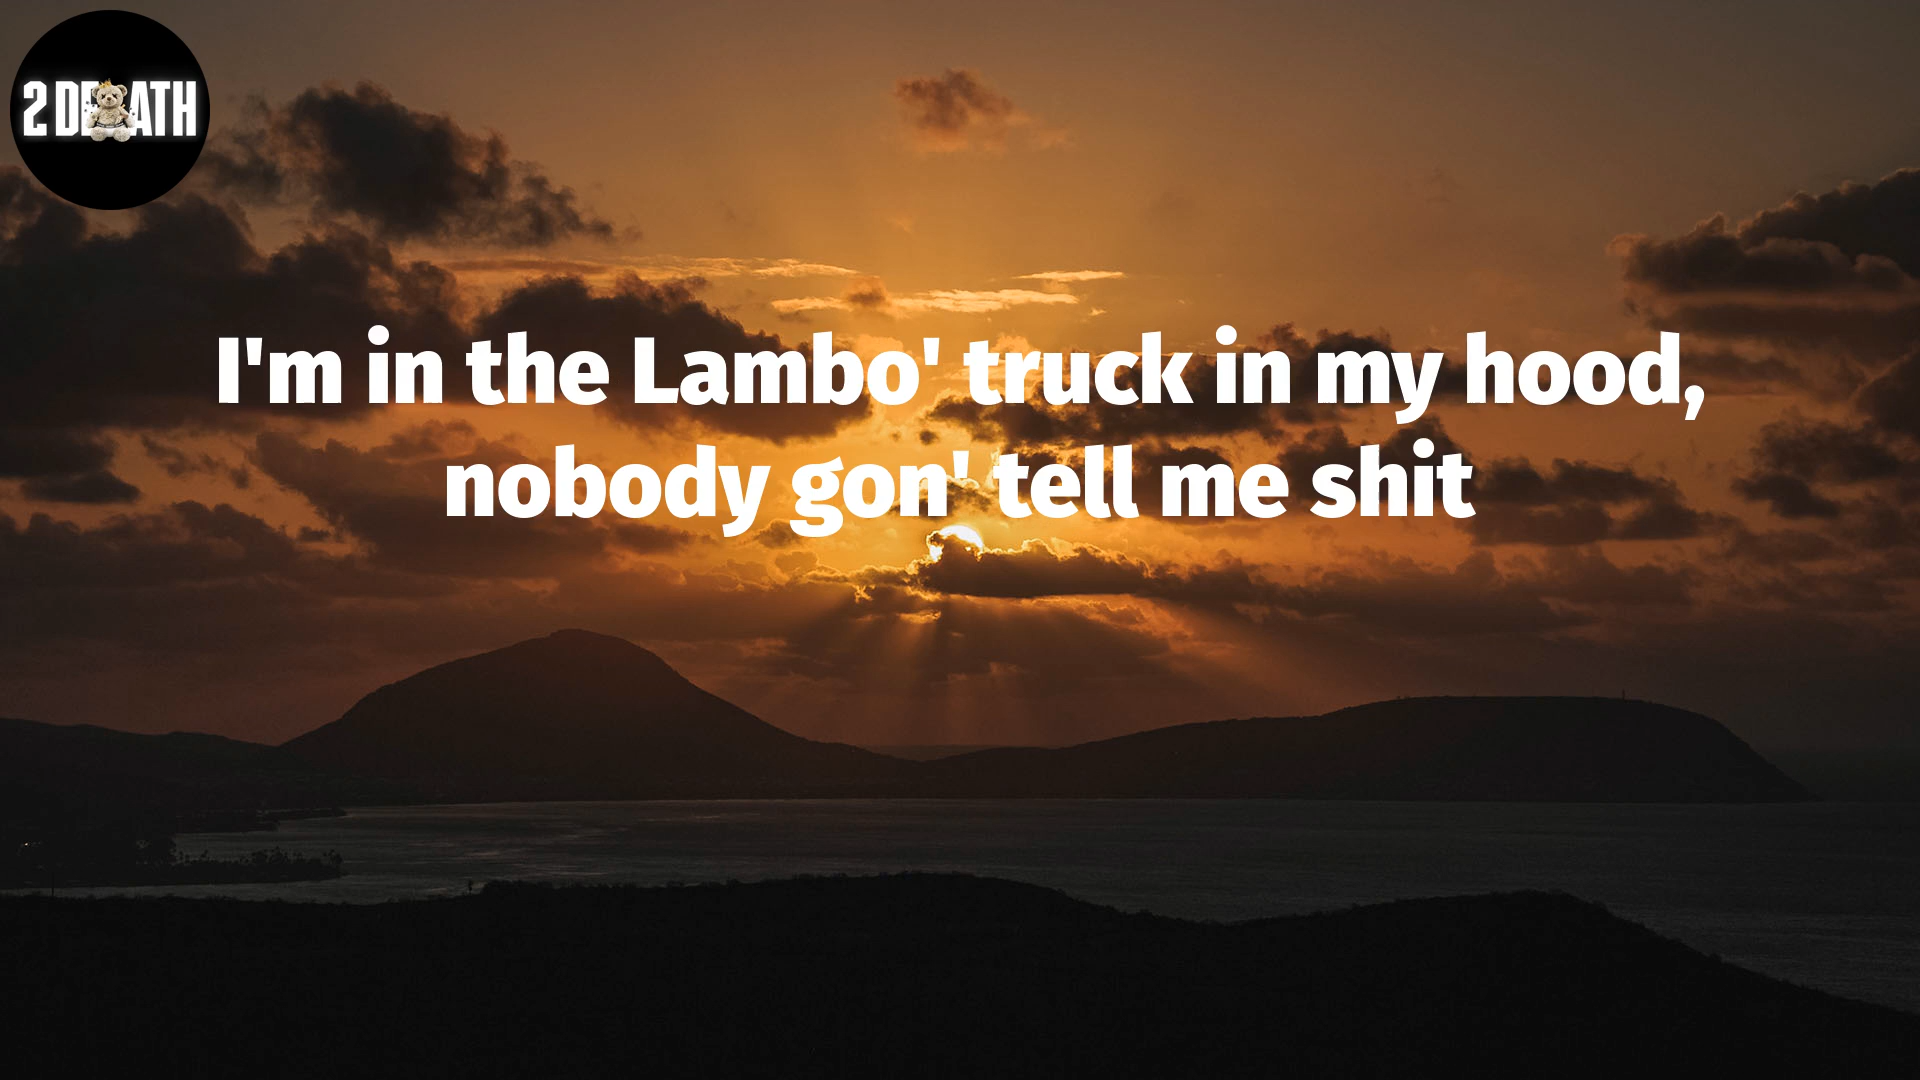 2 DEATH
I'm in the Lambo' truck in my hood,
nobody gon' tell me shit